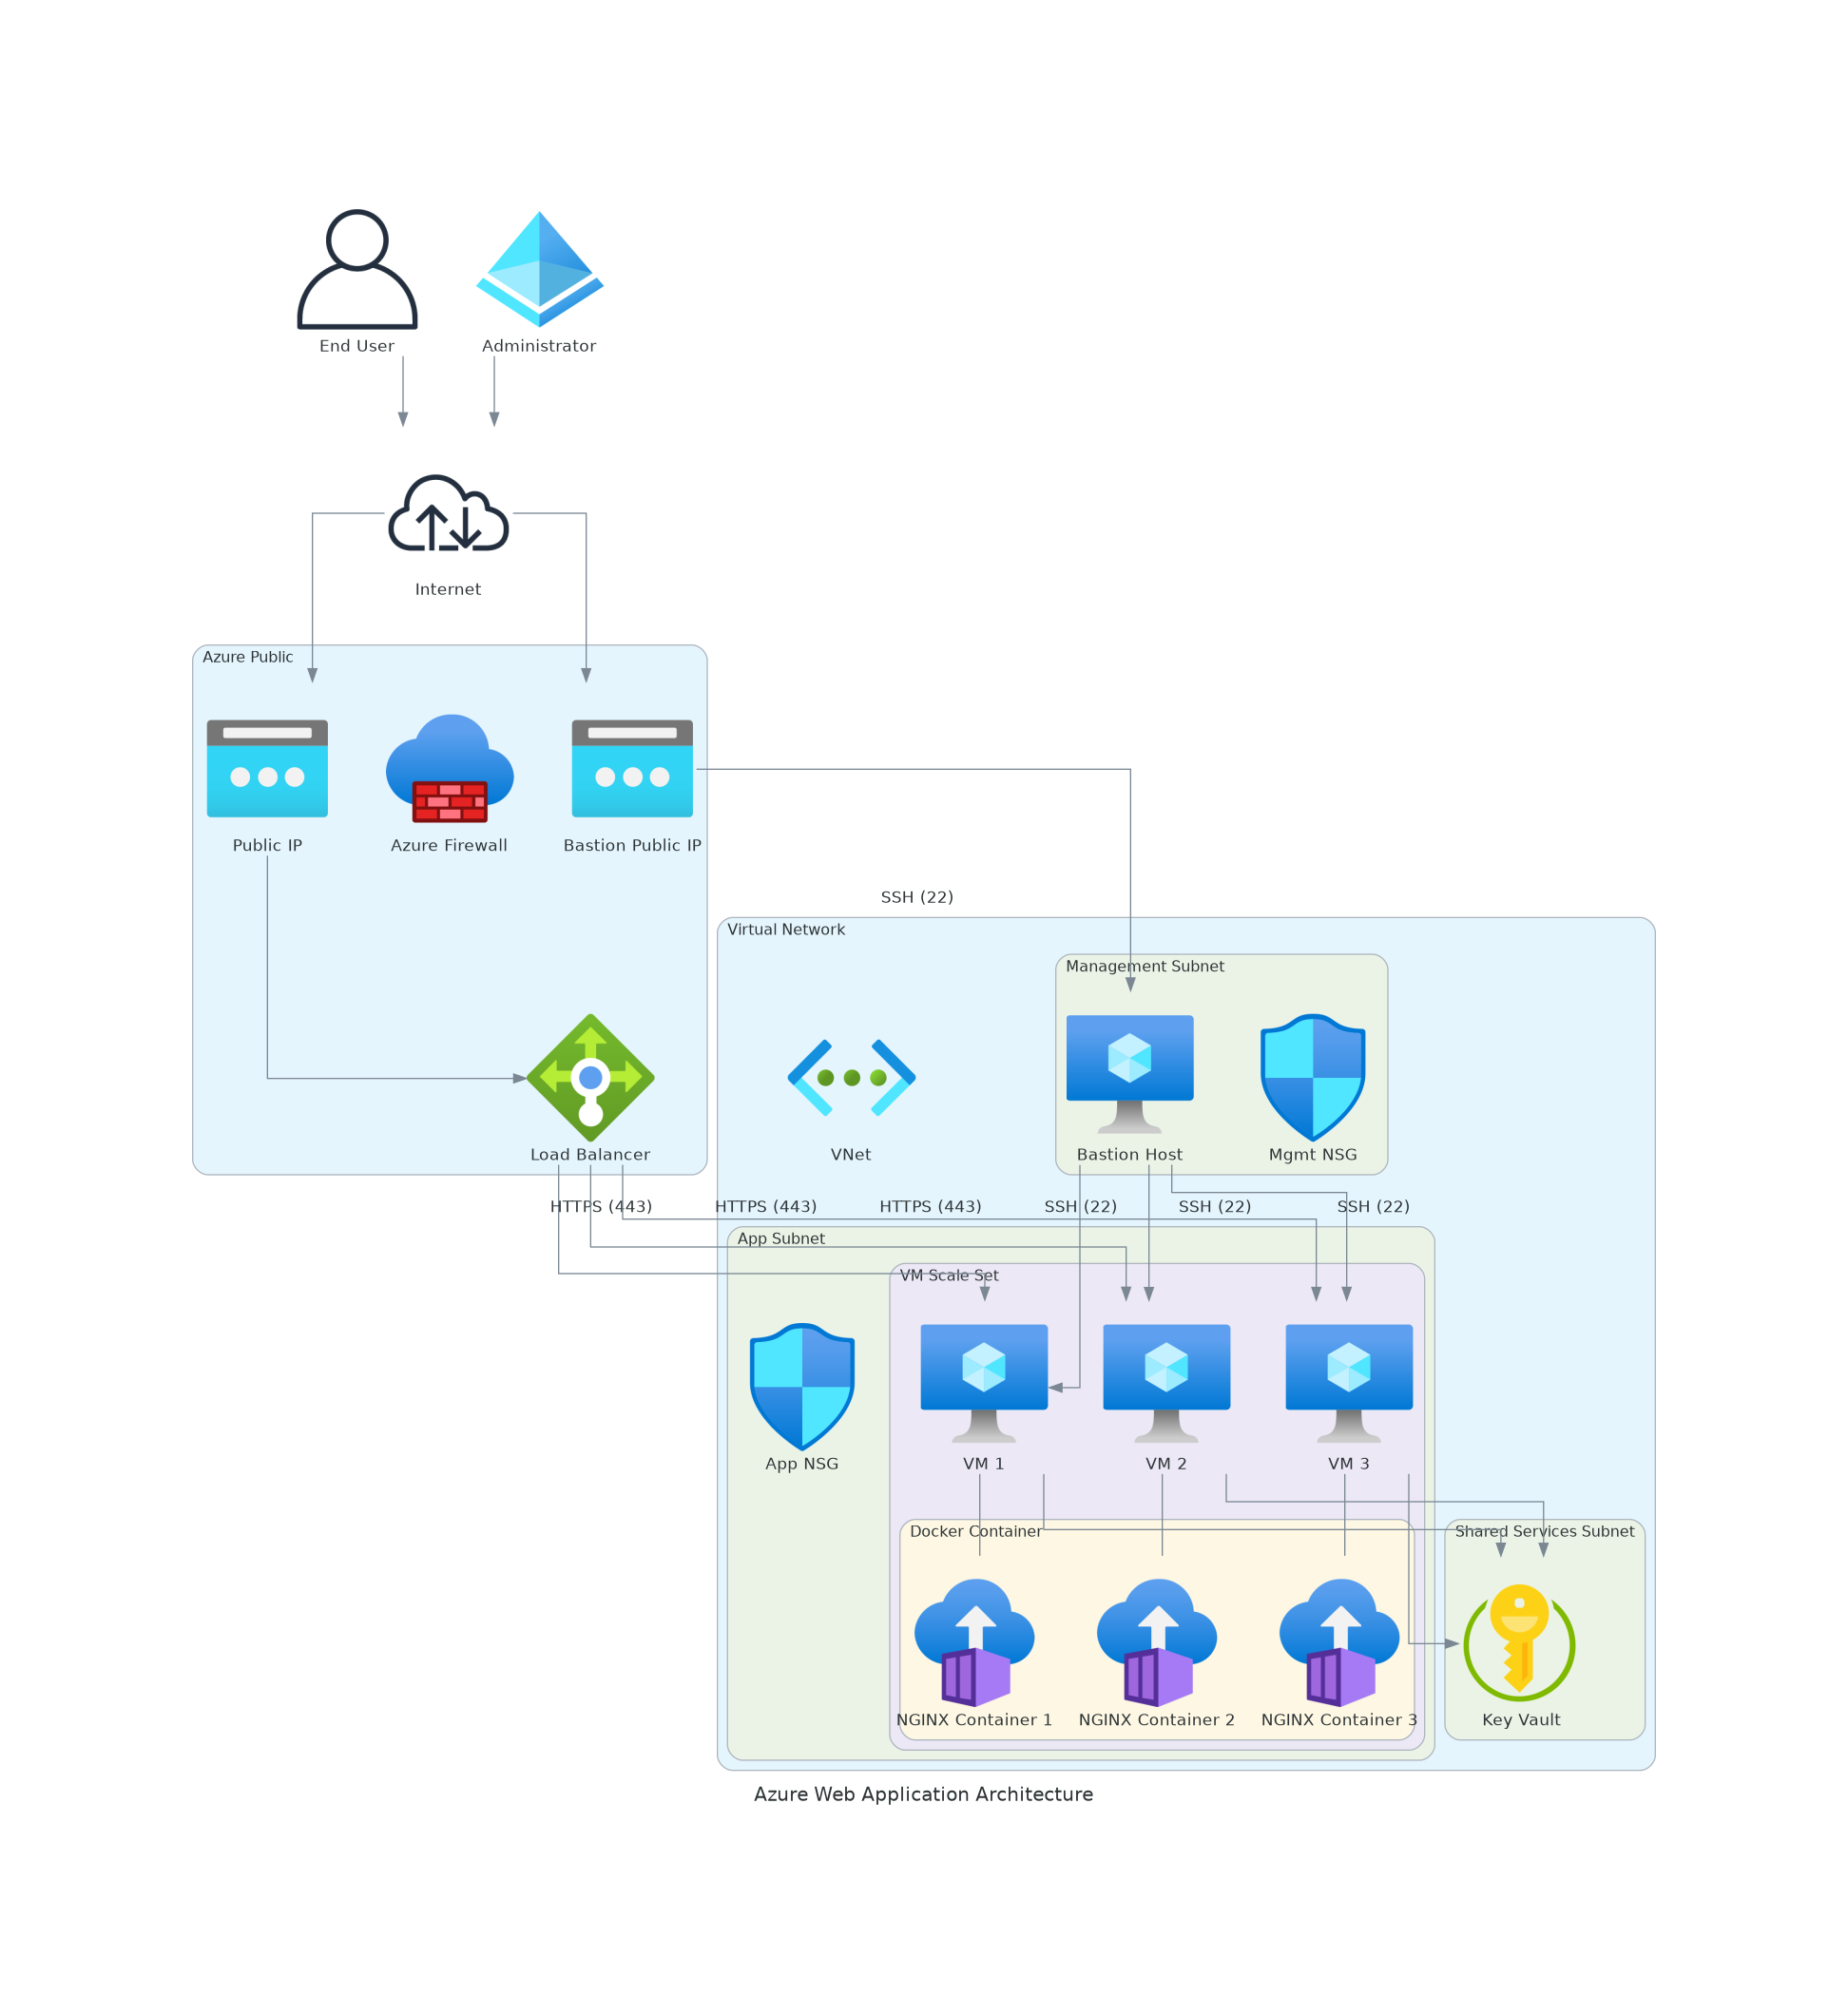 End User
Administrator
Internet
Azure Public
Public IP
Azure Firewall
Bastion Public IP
SSH (22)
Virtual Network
Management Subnet
Load Balancer
VNet
Bastion Host
Mgmt NSG
HTTPS (443)
HTTPS (443)
HTTPS (443)
SSH (22)
SSH (22)
SSH (22)
App Subnet
VM Scale Set
App NSG
VM 1
VM 2
VM 3
Docker Container
Shared Services Subnet
NGINX Container 1
NGINX Container 2
NGINX Container 3
Key Vault
Azure Web Application Architecture